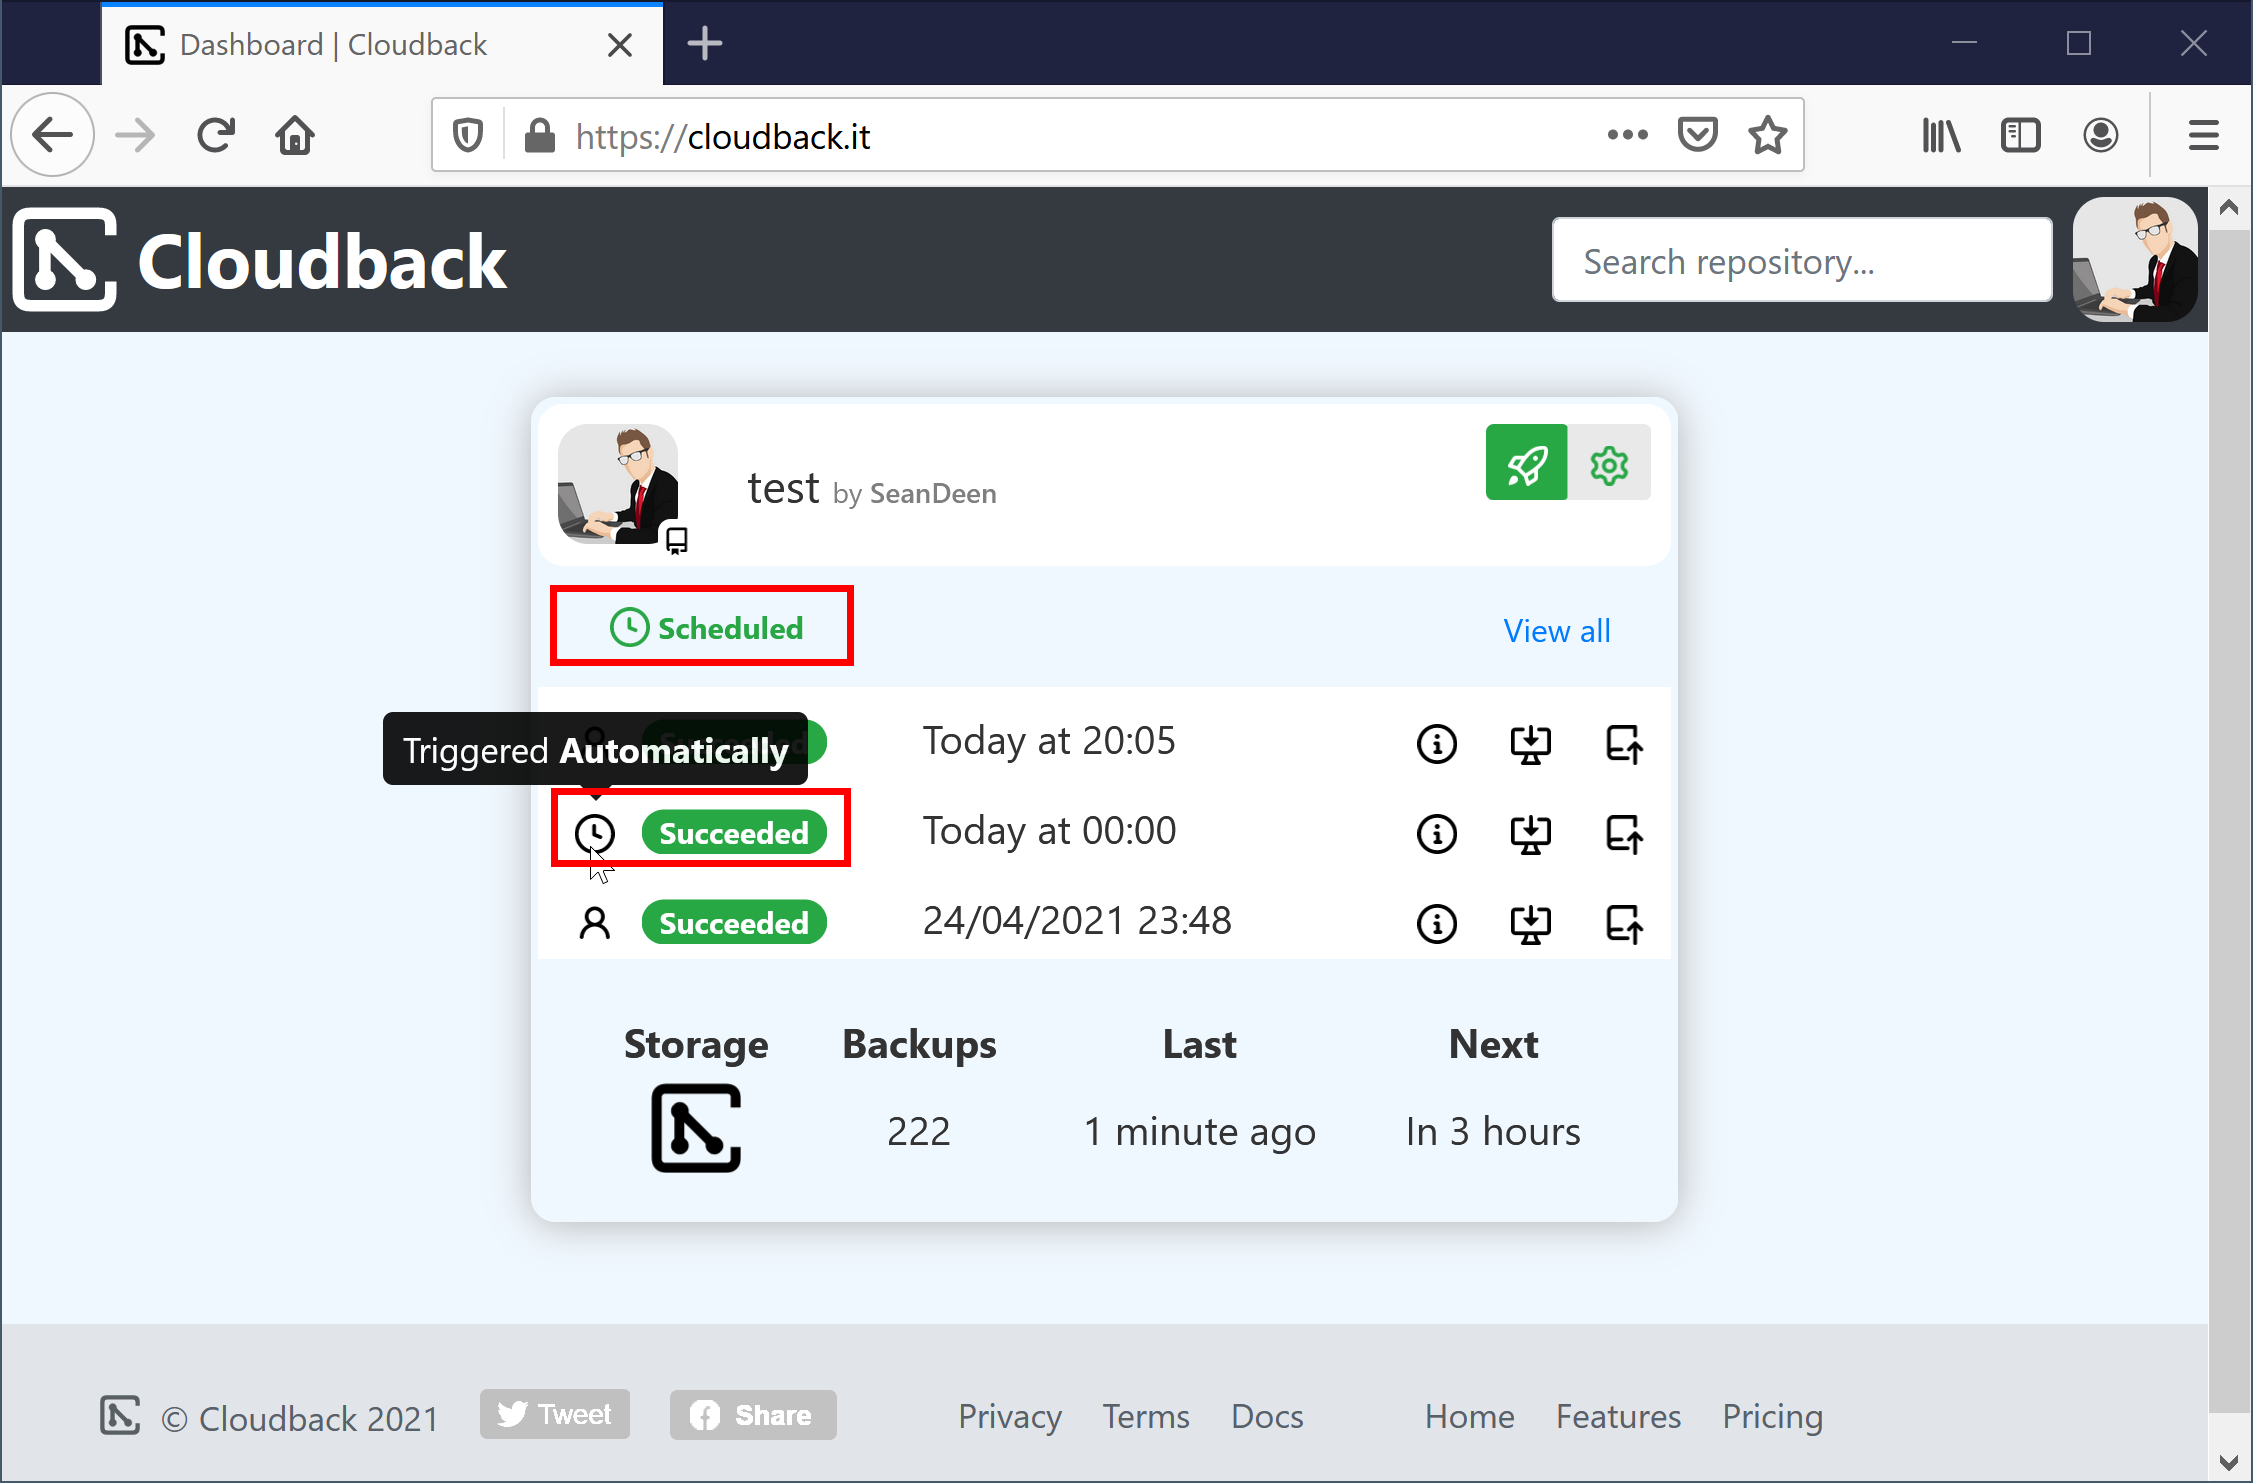 Dashboard | Cloudback
https://cloudback.it
Cloudback
Search repository...
test by SeanDeen
Scheduled
View all
Triggered Automatically
Succeeded
Today at 20:05
Succeeded
Today at 00:00
Succeeded
24/04/2021 23:48
Storage Backups Last Next
222 1 minute ago In 3 hours
© Cloudback 2021 Tweet Share Privacy Terms Docs Home Features Pricing